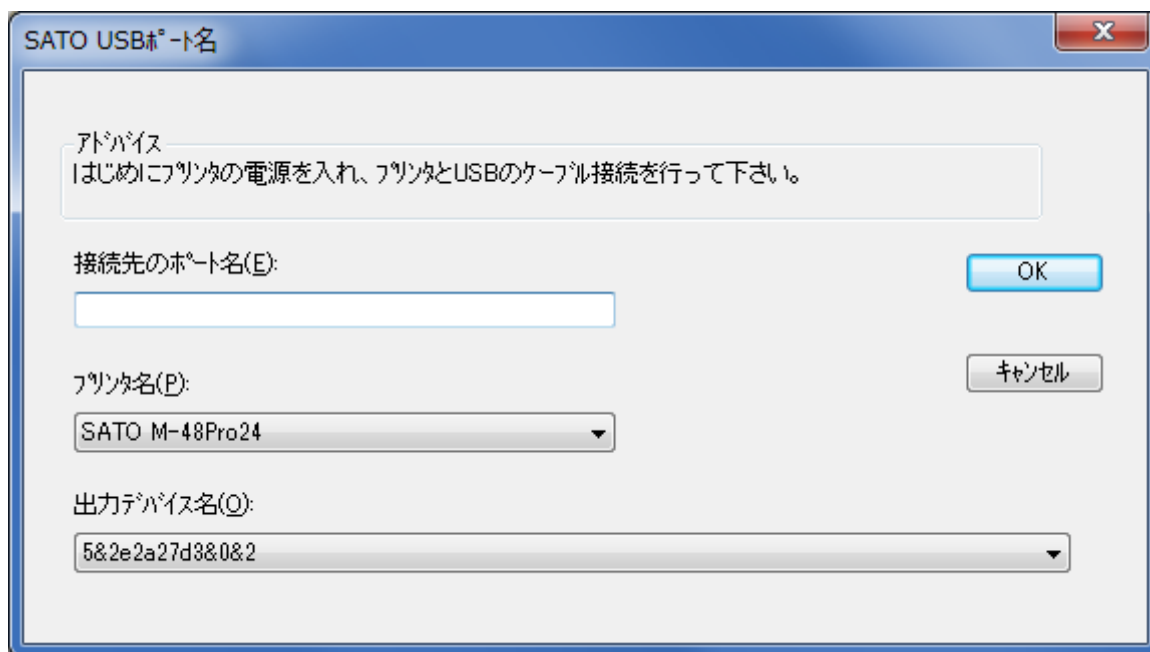 SATO USBﾎﾟｰﾄ名
ｱﾄﾞﾊﾞｲｽ
はじめにﾌﾟﾘﾝﾀの電源を入れ、ﾌﾟﾘﾝﾀとUSBのｹｰﾌﾞﾙ接続を行って下さい。
接続先のﾎﾟｰﾄ名(E):
OK
ｷｬﾝｾﾙ
ﾌﾟﾘﾝﾀ名(P):
SATO M-48Pro24
出力ﾃﾞﾊﾞｲｽ名(O):
5&2e2a27d3&0&2